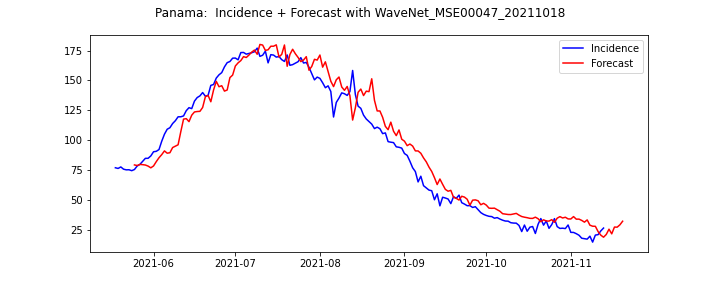 Panama:  Incidence + Forecast with WaveNet_MSE00047_20211018
Incidence
Forecast
175
150
125
100
75
50
25
2021-06 2021-07 2021-08 2021-09 2021-10 2021-11